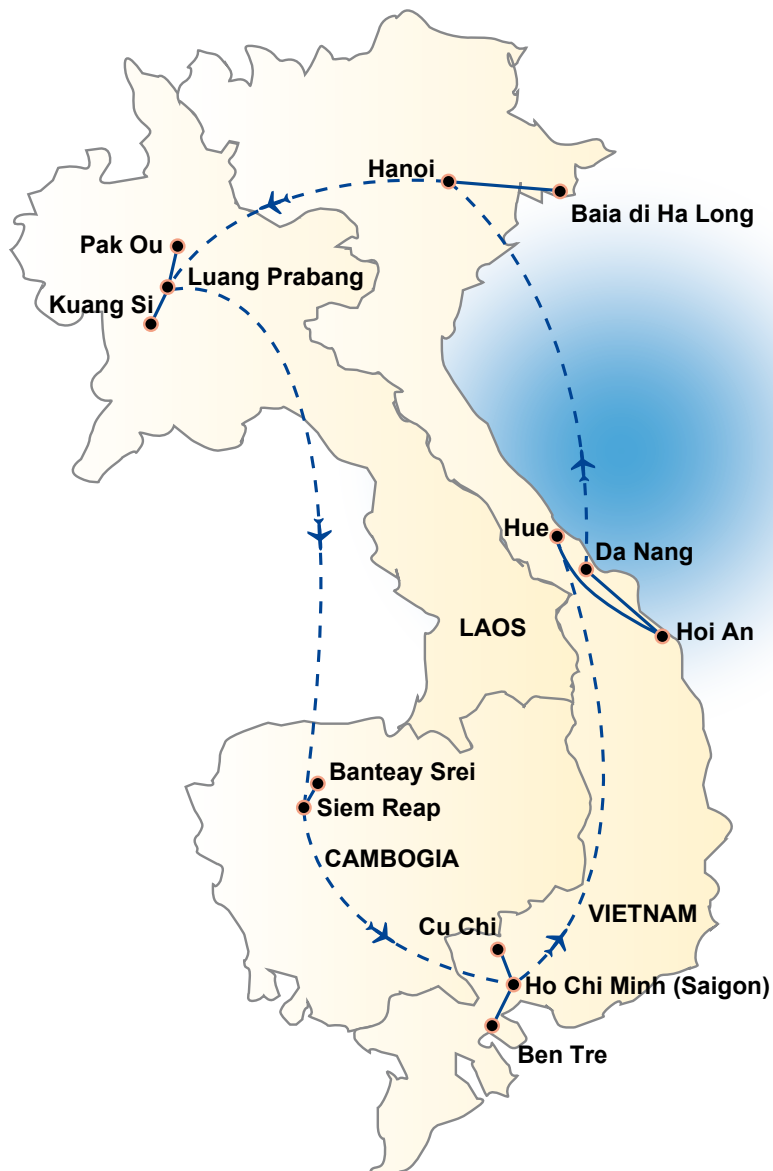 Hanoi
Baia di Ha Long
Pak Ou
Luang Prabang
Kuang Si
Hue
Da Nang
LAOS
Hoi An
Banteay Srei
Siem Reap
CAMBOGIA
VIETNAM
Cu Chi
Ho Chi Minh (Saigon)
Ben Tre